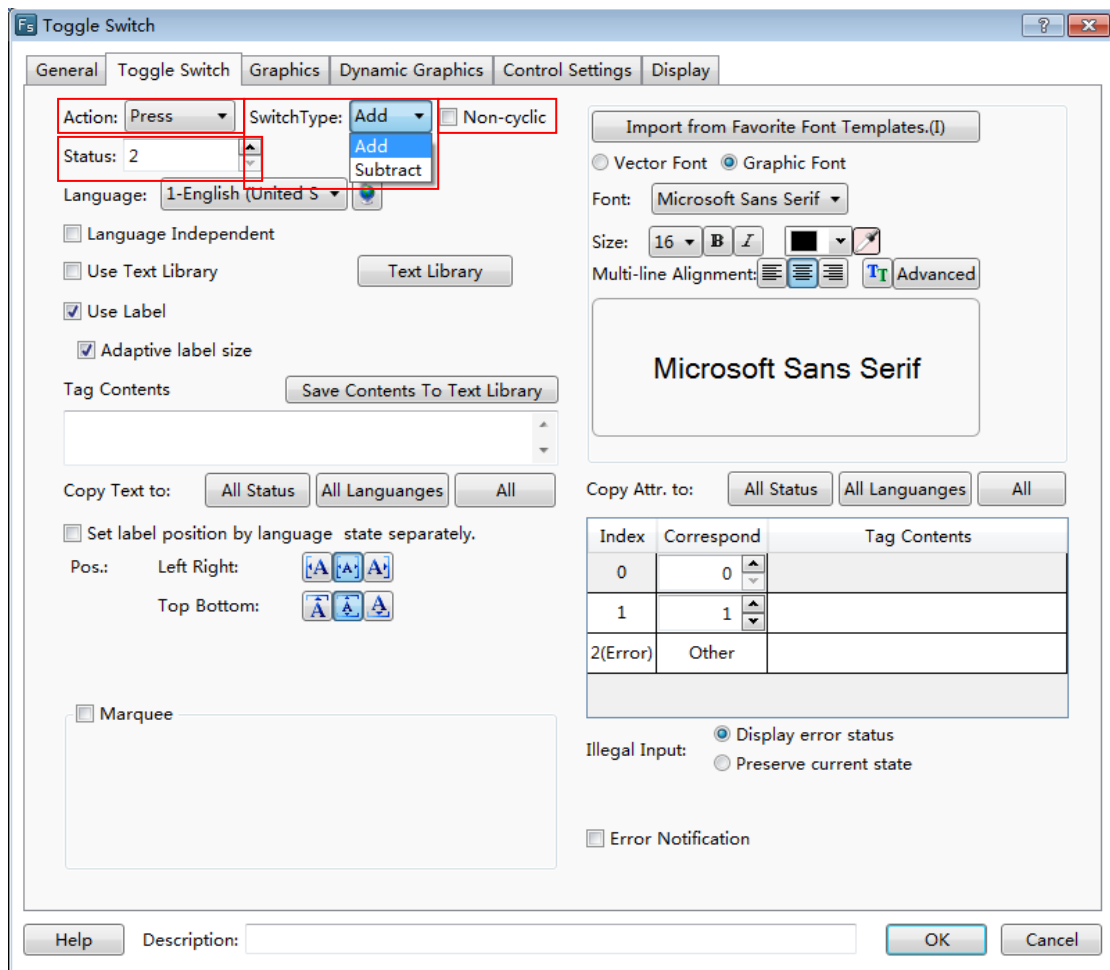 Fs Toggle Switch
General Toggle Switch Graphics Dynamic Graphics Control Settings Display
Action: Press SwitchType: Add Non-cyclic
Add
Subtract
Status: 2
Language: 1-English (United S
Language Independent
Use Text Library Text Library
Use Label
Adaptive label size
Tag Contents Save Contents To Text Library
Copy Text to: All Status All Languanges All
Set label position by language state separately.
Pos.: Left Right: A A A
Top Bottom: A A A
Marquee
Import from Favorite Font Templates.(I)
Vector Font Graphic Font
Font: Microsoft Sans Serif
Size: 16 B I
Multi-line Alignment: TT Advanced
Microsoft Sans Serif
Copy Attr. to: All Status All Languanges All
Index Correspond Tag Contents
0 0
1 1
2(Error) Other
Illegal Input: Display error status
Preserve current state
Error Notification
Help Description: OK Cancel